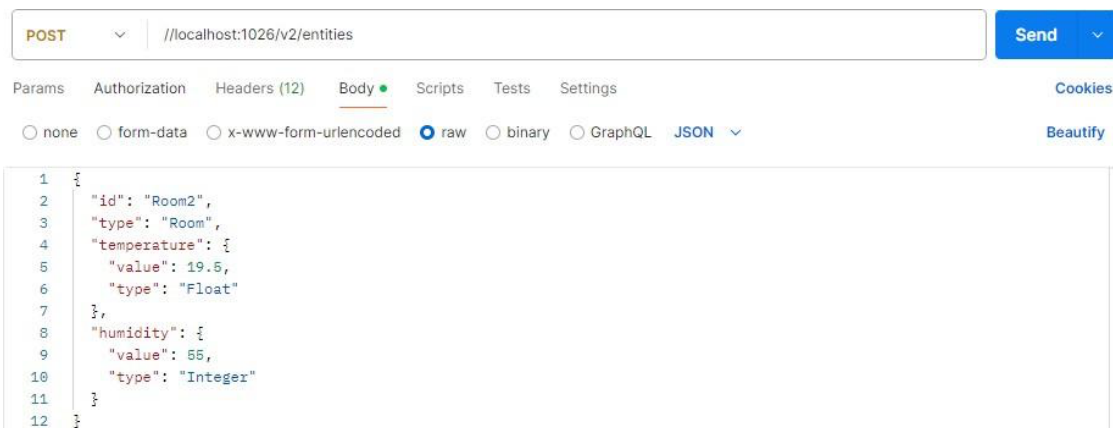 POST //localhost:1026/v2/entities Send
Params Authorization Headers (12) Body Scripts Tests Settings Cookies
none form-data x-www-form-urlencoded raw binary GraphQL JSON Beautify
1 {
2 "id": "Room2",
3 "type": "Room",
4 "temperature": {
5 "value": 19.5,
6 "type": "Float"
7 },
8 "humidity": {
9 "value": 55,
10 "type": "Integer"
11 }
12 }